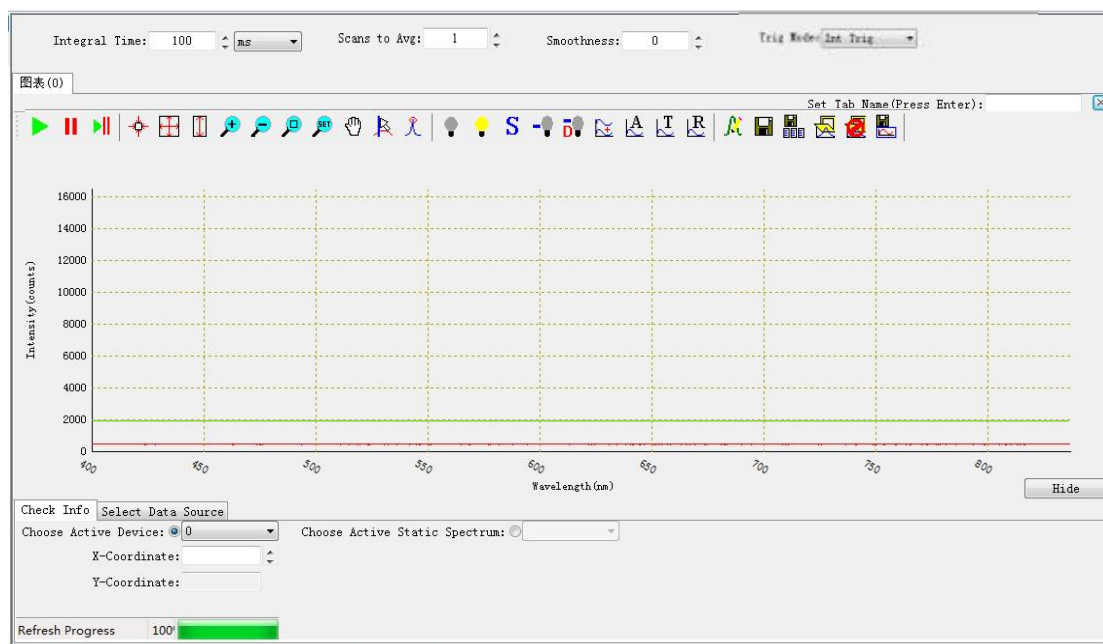 Integral Time: 100 ms Scans to Avg: 1 Smoothness: 0 Trig Mode: Int Trig
图表(0)
Set Tab Name(Press Enter):
SET S D A T R
16000
14000
12000
10000
8000
6000
4000
2000
0
Intensity(counts)
400 450 500 550 600 650 700 750 800
Wavelength(nm)
Hide
Check Info Select Data Source
Choose Active Device: 0 Choose Active Static Spectrum:
X-Coordinate:
Y-Coordinate:
Refresh Progress 100%